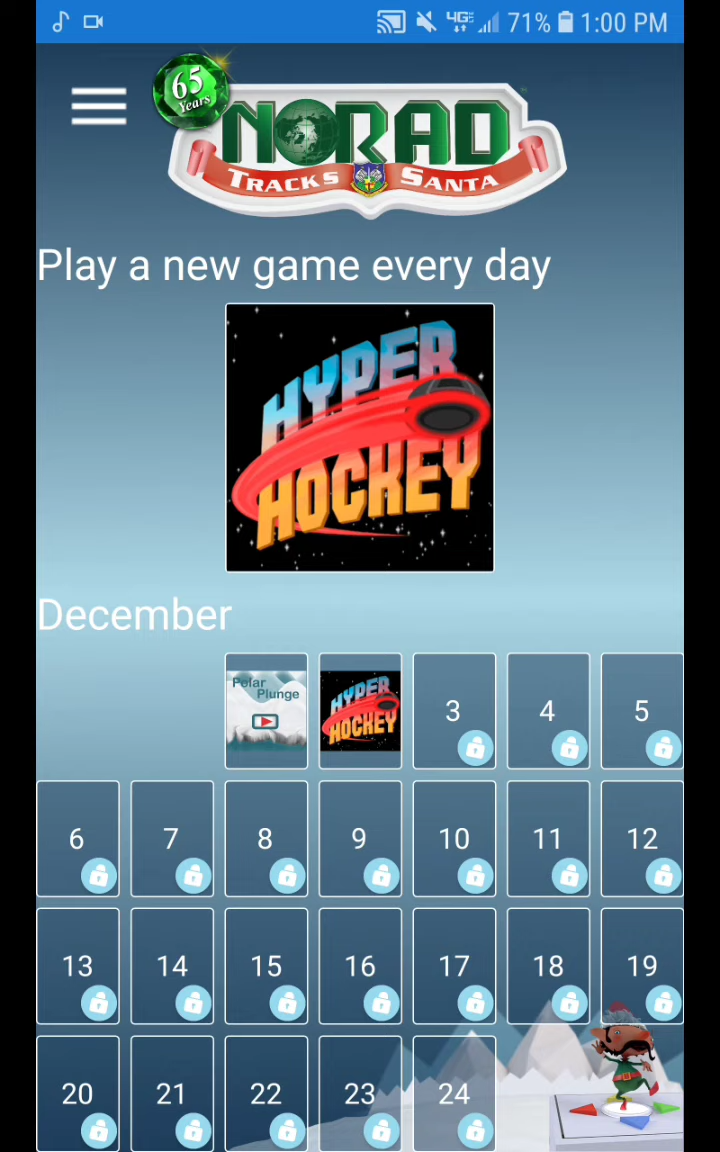 4GE 71% 1:00 PM
65
Years
NORAD
TRACKS SANTA
Play a new game every day
HYPER
HOCKEY
December
Polar
Plunge
HYPER
HOCKEY
3 4 5
6 7 8 9 10 11 12
13 14 15 16 17 18 19
20 21 22 23 24